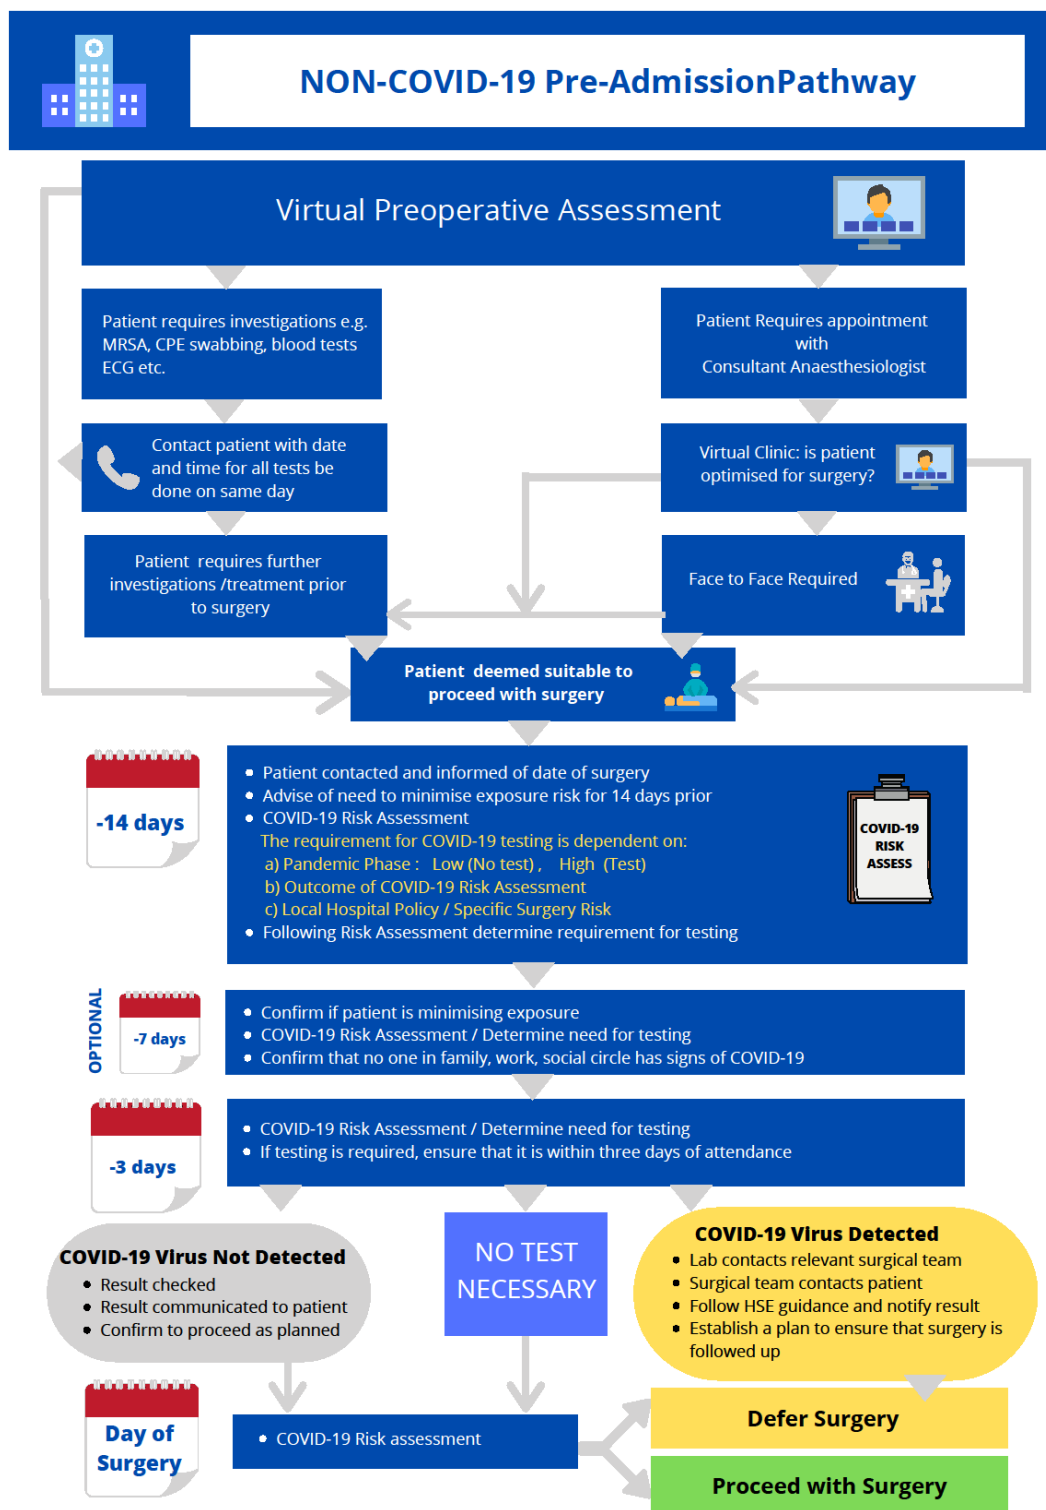 NON-COVID-19 Pre-AdmissionPathway
Virtual Preoperative Assessment
Patient requires investigations e.g.
MRSA, CPE swabbing, blood tests
ECG etc.
Patient Requires appointment
with
Consultant Anaesthesiologist
Contact patient with date
and time for all tests be
done on same day
Virtual Clinic: is patient
optimised for surgery?
Patient requires further
investigations /treatment prior
to surgery
Face to Face Required
Patient deemed suitable to
proceed with surgery
-14 days
• Patient contacted and informed of date of surgery
• Advise of need to minimise exposure risk for 14 days prior
• COVID-19 Risk Assessment
The requirement for COVID-19 testing is dependent on:
a) Pandemic Phase : Low (No test) , High (Test)
b) Outcome of COVID-19 Risk Assessment
c) Local Hospital Policy / Specific Surgery Risk
• Following Risk Assessment determine requirement for testing
COVID-19
RISK
ASSESS
OPTIONAL
-7 days
• Confirm if patient is minimising exposure
• COVID-19 Risk Assessment / Determine need for testing
• Confirm that no one in family, work, social circle has signs of COVID-19
-3 days
• COVID-19 Risk Assessment / Determine need for testing
• If testing is required, ensure that it is within three days of attendance
COVID-19 Virus Not Detected
• Result checked
• Result communicated to patient
• Confirm to proceed as planned
NO TEST
NECESSARY
COVID-19 Virus Detected
• Lab contacts relevant surgical team
• Surgical team contacts patient
• Follow HSE guidance and notify result
• Establish a plan to ensure that surgery is
followed up
Day of
Surgery
• COVID-19 Risk assessment
Defer Surgery
Proceed with Surgery